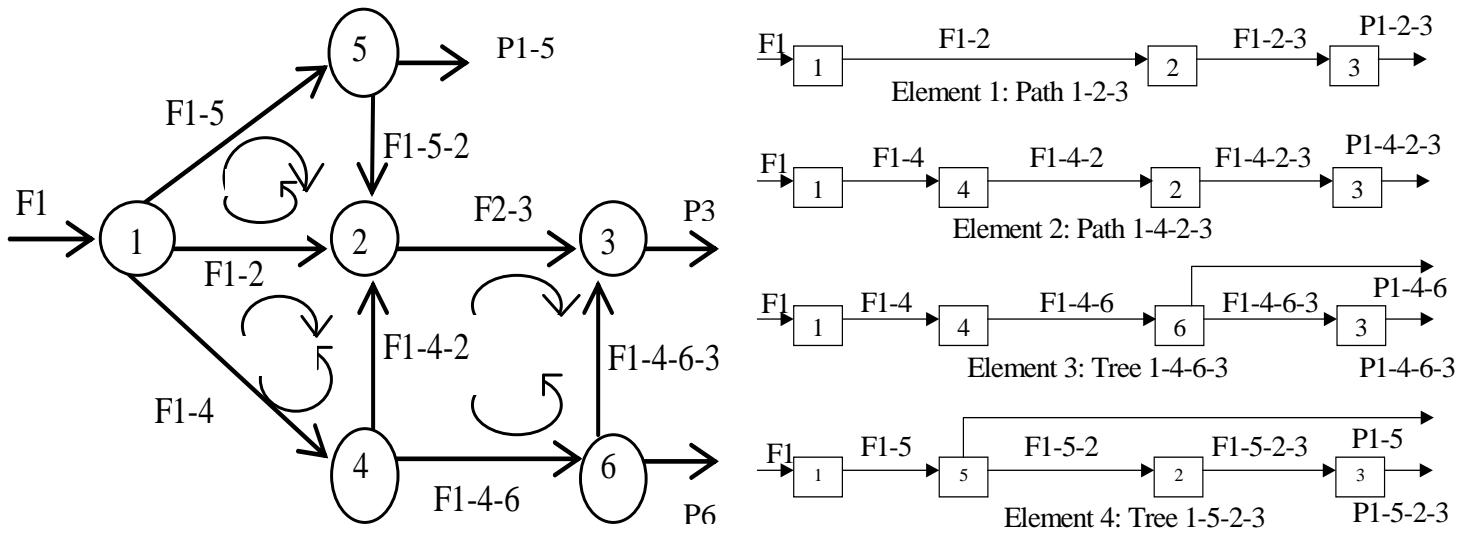 5
P1-5
F1-5
F1-5-2
F1
1
2
F2-3
3
P3
F1-2
F1-4-2
F1-4-6-3
F1-4
4
6
F1-4-6
P6
F1
F1-2
F1-2-3
P1-2-3
1
2
3
Element 1: Path 1-2-3
F1
F1-4
F1-4-2
F1-4-2-3
P1-4-2-3
1
4
2
3
Element 2: Path 1-4-2-3
F1
F1-4
F1-4-6
F1-4-6-3
P1-4-6
1
4
6
3
Element 3: Tree 1-4-6-3
P1-4-6-3
F1
F1-5
F1-5-2
F1-5-2-3
P1-5
1
5
2
3
Element 4: Tree 1-5-2-3
P1-5-2-3